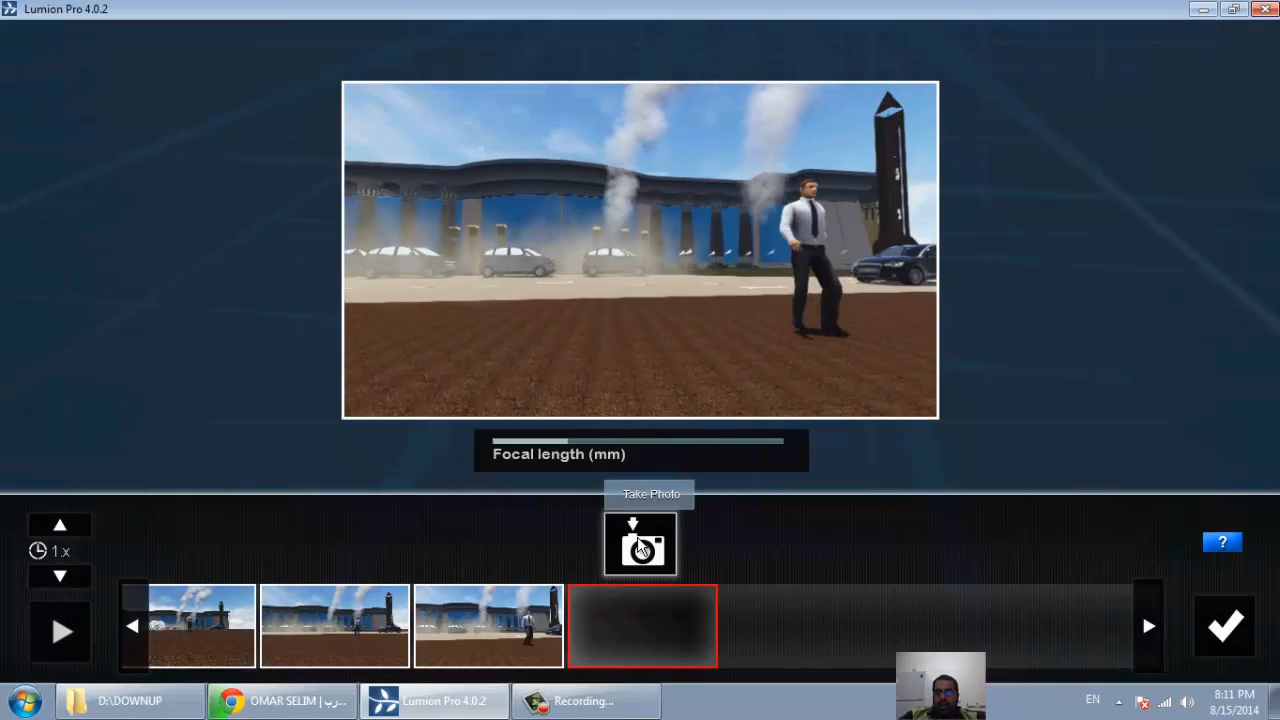 Lumion Pro 4.0.2
Focal length (mm)
Take Photo
1.x
?
D:\DOWNUP
OMAR SELIM | رب...
Lumion Pro 4.0.2
Recording...
EN
8:11 PM
8/15/2014